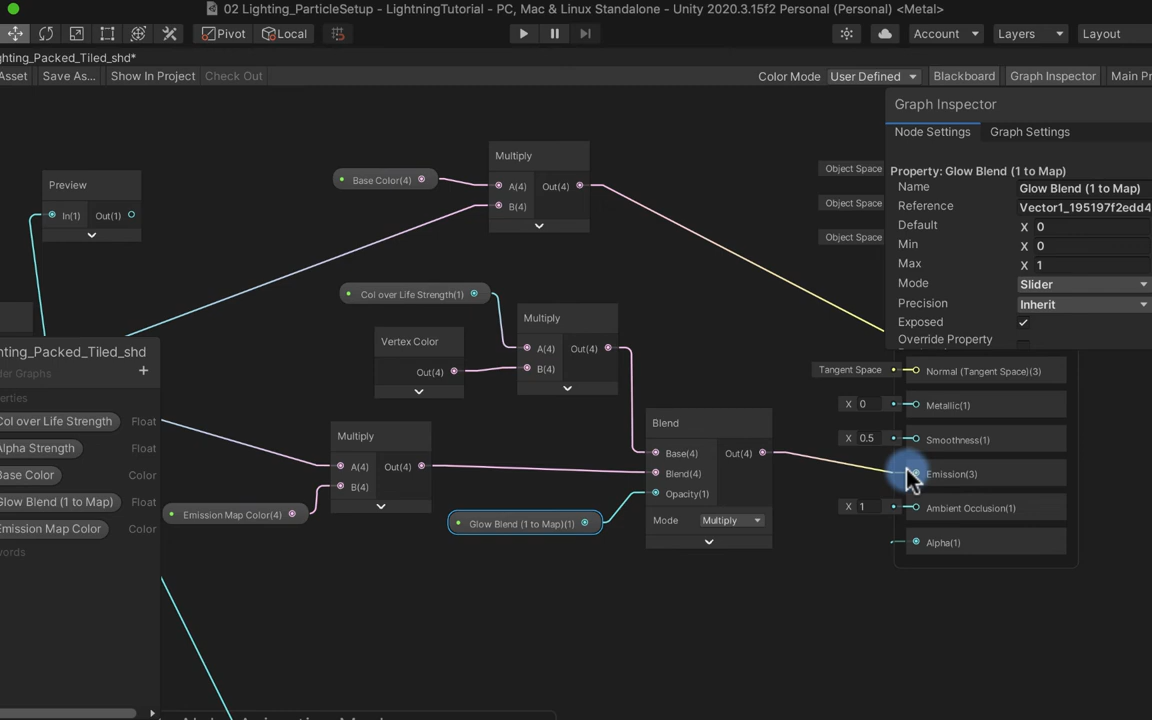 02 Lighting_ParticleSetup - LightningTutorial - PC, Mac & Linux Standalone - Unity 2020.3.15f2 Personal (Personal) <Metal>
Pivot
Local
Account
Layers
Layout
hting_Packed_Tiled_shd*
Asset
Save As...
Show In Project
Check Out
Color Mode
User Defined
Blackboard
Graph Inspector
Main Pr
Graph Inspector
Node Settings
Graph Settings
Property: Glow Blend (1 to Map)
Name
Glow Blend (1 to Map)
Reference
Vector1_195197f2edd4
Default
X 0
Min
X 0
Max
X 1
Mode
Slider
Precision
Inherit
Exposed
Override Property
Preview
In(1)
Out(1)
Base Color(4)
Multiply
A(4)
Out(4)
B(4)
Object Space
Object Space
Object Space
Col over Life Strength(1)
Multiply
A(4)
Out(4)
B(4)
Vertex Color
Out(4)
hting_Packed_Tiled_shd
der Graphs
erties
Col over Life Strength
Float
Alpha Strength
Float
Base Color
Color
Glow Blend (1 to Map)
Float
Emission Map Color
Color
words
Multiply
A(4)
Out(4)
B(4)
Emission Map Color(4)
Blend
Base(4)
Out(4)
Blend(4)
Opacity(1)
Mode
Multiply
Glow Blend (1 to Map)(1)
Tangent Space
Normal (Tangent Space)(3)
X 0
Metallic(1)
X 0.5
Smoothness(1)
Emission(3)
X 1
Ambient Occlusion(1)
Alpha(1)